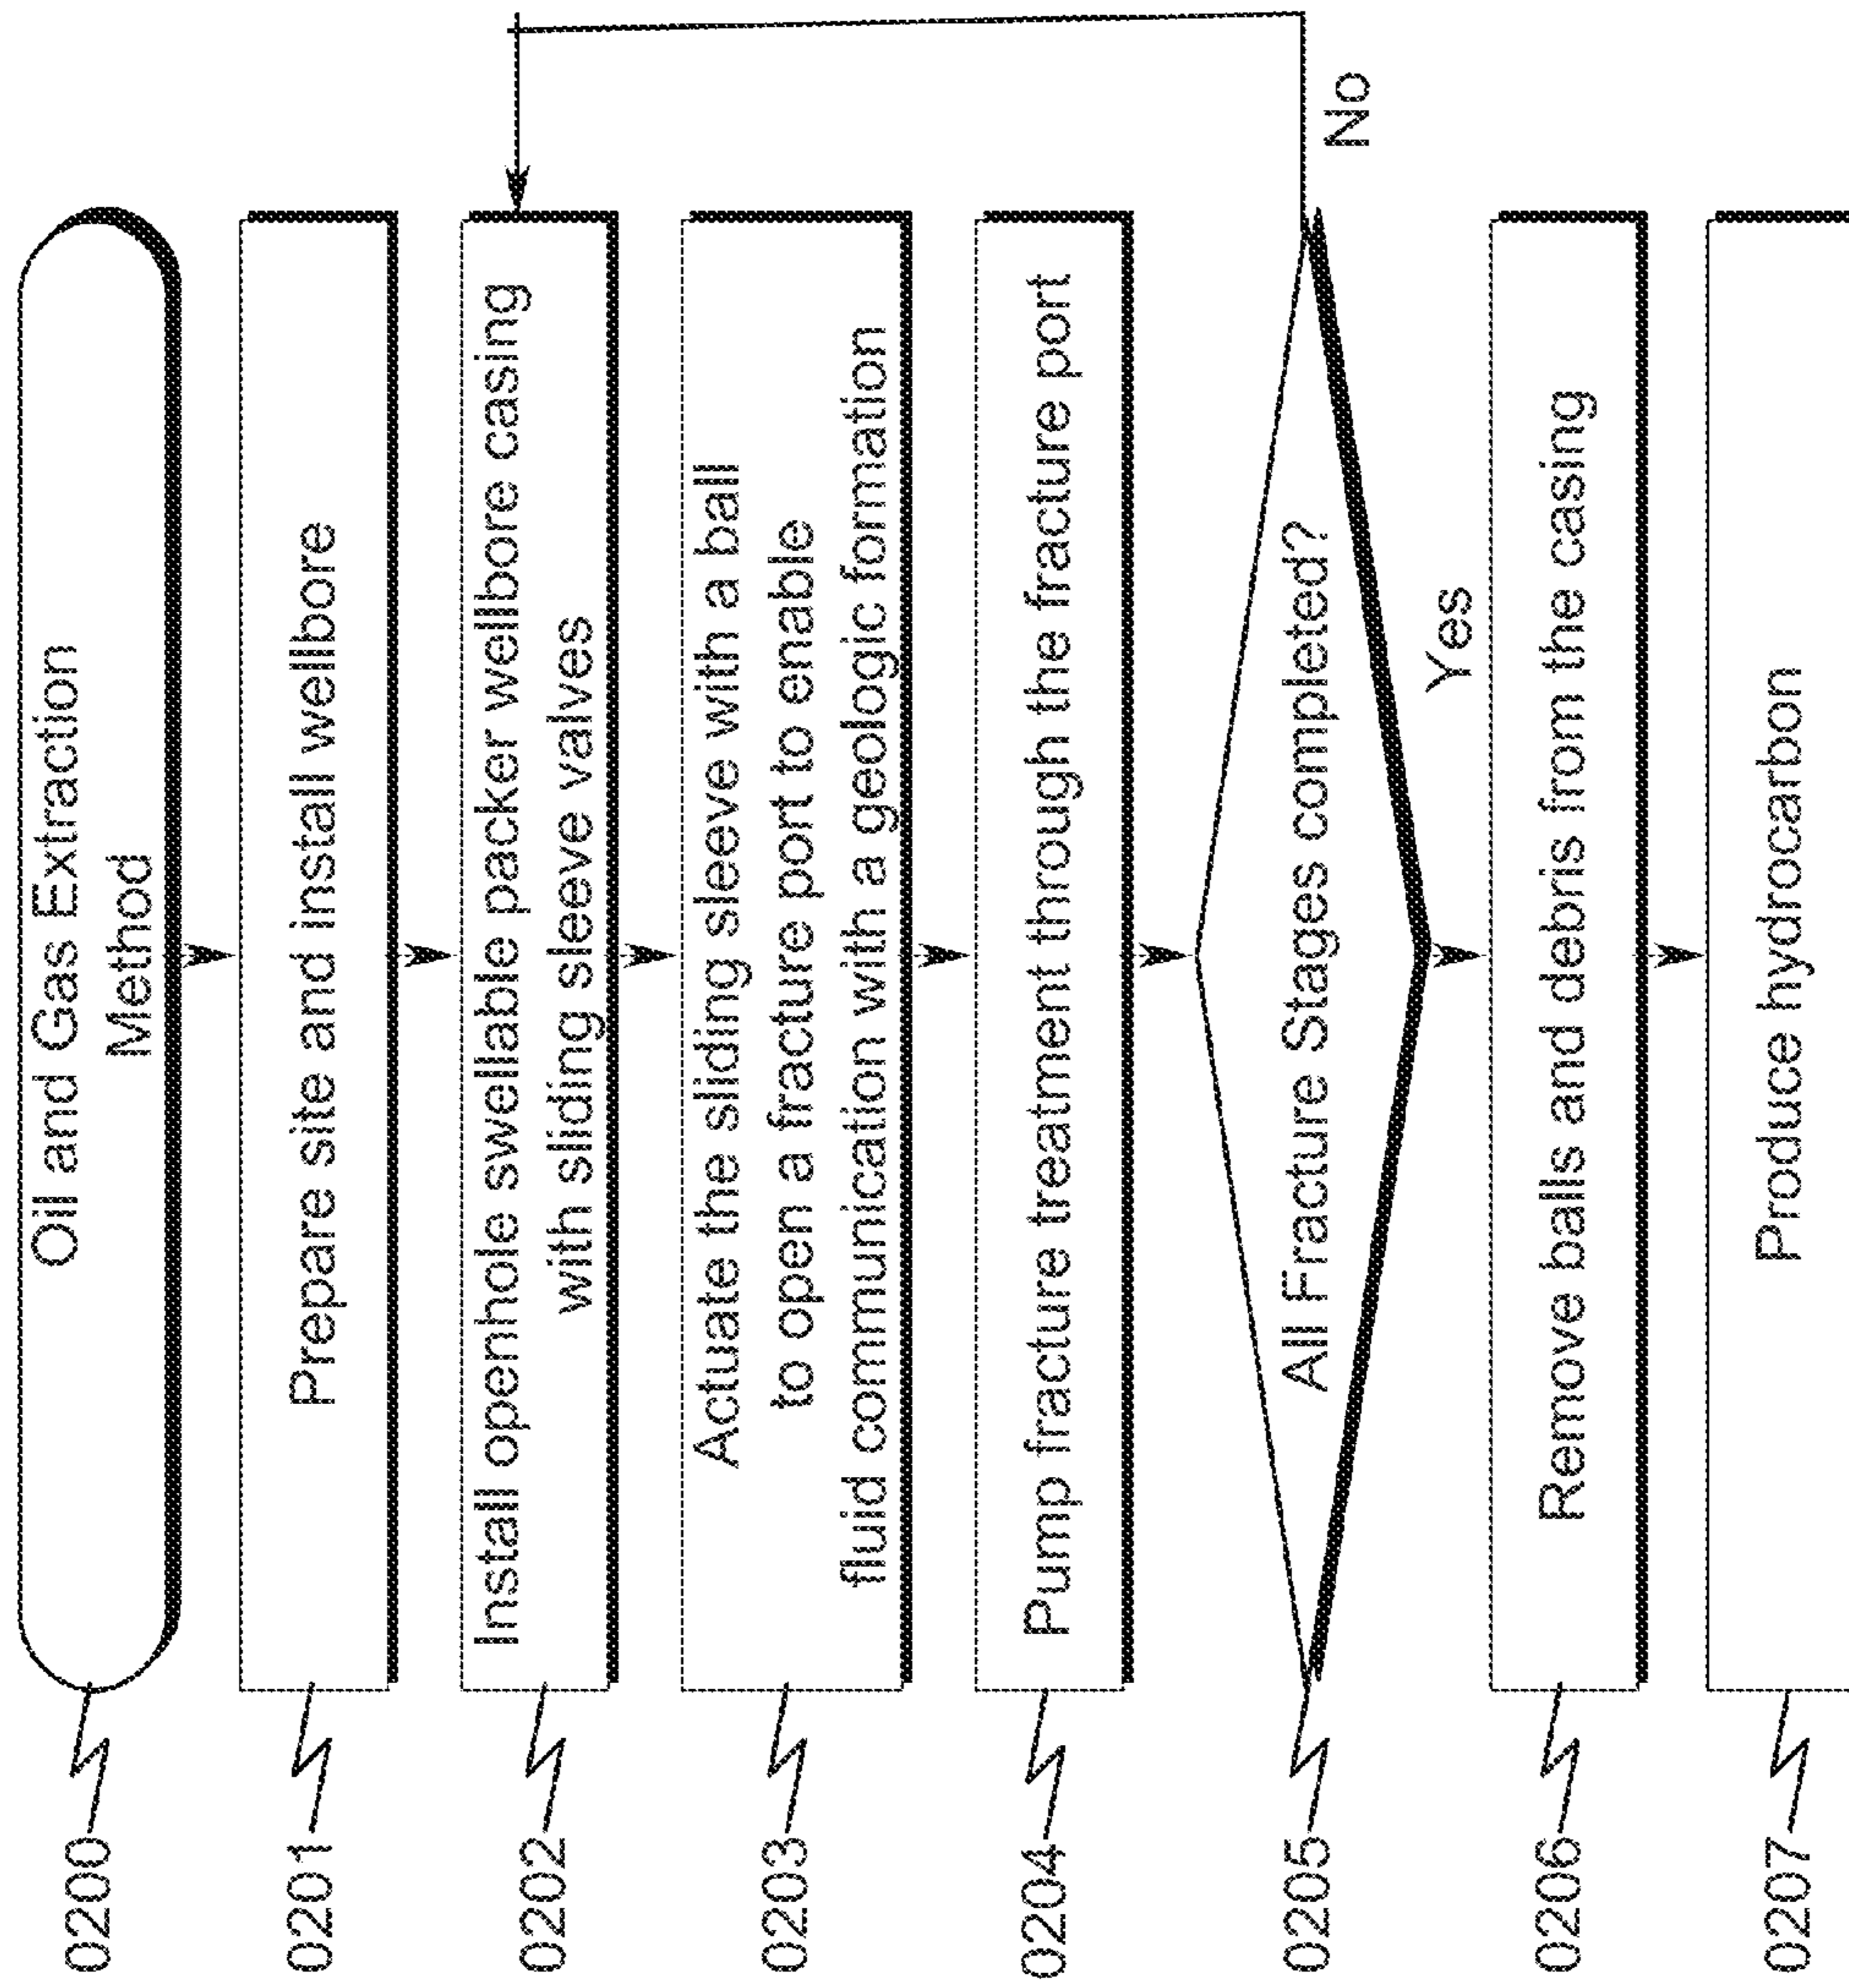 0200
Oil and Gas Extraction
Method
0201
Prepare site and install wellbore
0202
Install openhole swellable packer wellbore casing
with sliding sleeve valves
0203
Actuate the sliding sleeve with a ball
to open a fracture port to enable
fluid communication with a geologic formation
0204
Pump fracture treatment through the fracture port
0205
All Fracture Stages completed?
No
Yes
0206
Remove balls and debris from the casing
0207
Produce hydrocarbon